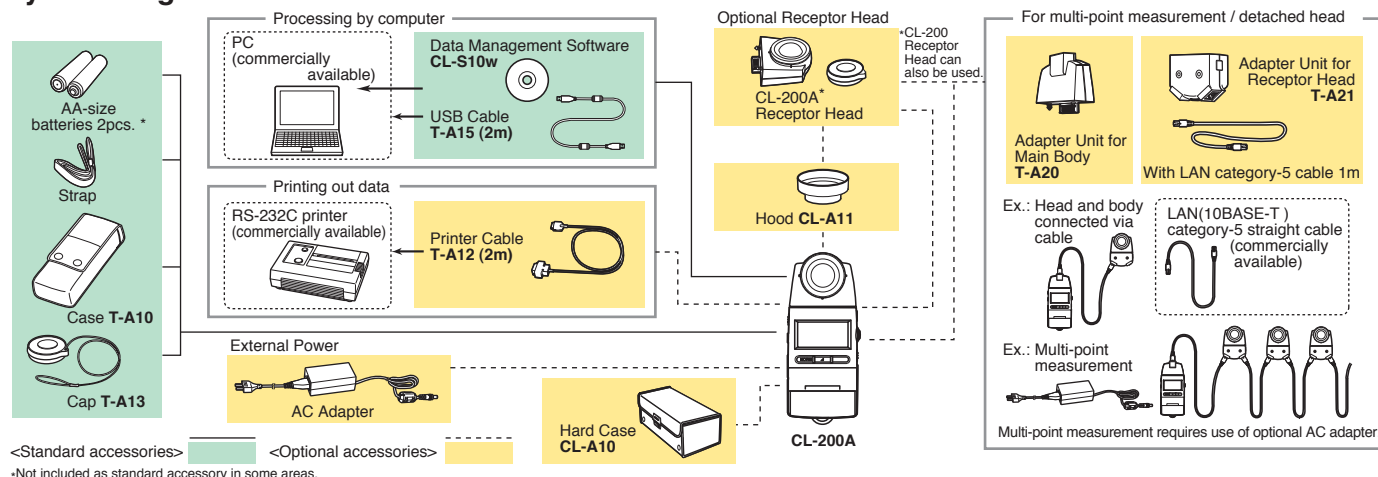 Processing by computer
PC
(commercially
available)
Data Management Software
CL-S10w
USB Cable
T-A15 (2m)
AA-size
batteries 2pcs. *
Strap
Case T-A10
Cap T-A13
Printing out data
RS-232C printer
(commercially available)
Printer Cable
T-A12 (2m)
External Power
AC Adapter
Hard Case
CL-A10
Optional Receptor Head
*CL-200
Receptor
Head can
also be used.
CL-200A*
Receptor Head
Hood CL-A11
CL-200A
For multi-point measurement / detached head
Adapter Unit for
Main Body
T-A20
Adapter Unit for
Receptor Head
T-A21
With LAN category-5 cable 1m
Ex.: Head and body
connected via
cable
LAN(10BASE-T )
category-5 straight cable
(commercially
available)
Ex.: Multi-point
measurement
Multi-point measurement requires use of optional AC adapter
<Standard accessories>
<Optional accessories>
*Not included as standard accessory in some areas.